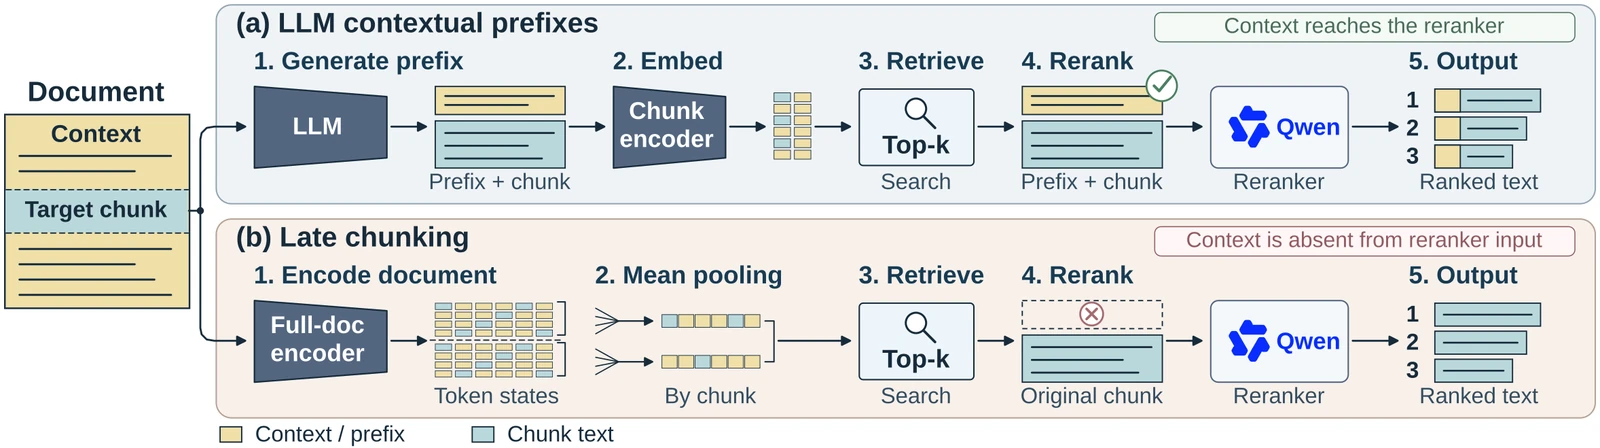 Document
Context
Target chunk
(a) LLM contextual prefixes
Context reaches the reranker
1. Generate prefix
2. Embed
3. Retrieve
4. Rerank
5. Output
LLM
Prefix + chunk
Chunk
encoder
Top-k
Search
Prefix + chunk
Qwen
Reranker
1
2
3
Ranked text
(b) Late chunking
Context is absent from reranker input
1. Encode document
2. Mean pooling
3. Retrieve
4. Rerank
5. Output
Full-doc
encoder
Token states
By chunk
Top-k
Search
Original chunk
Qwen
Reranker
1
2
3
Ranked text
Context / prefix
Chunk text